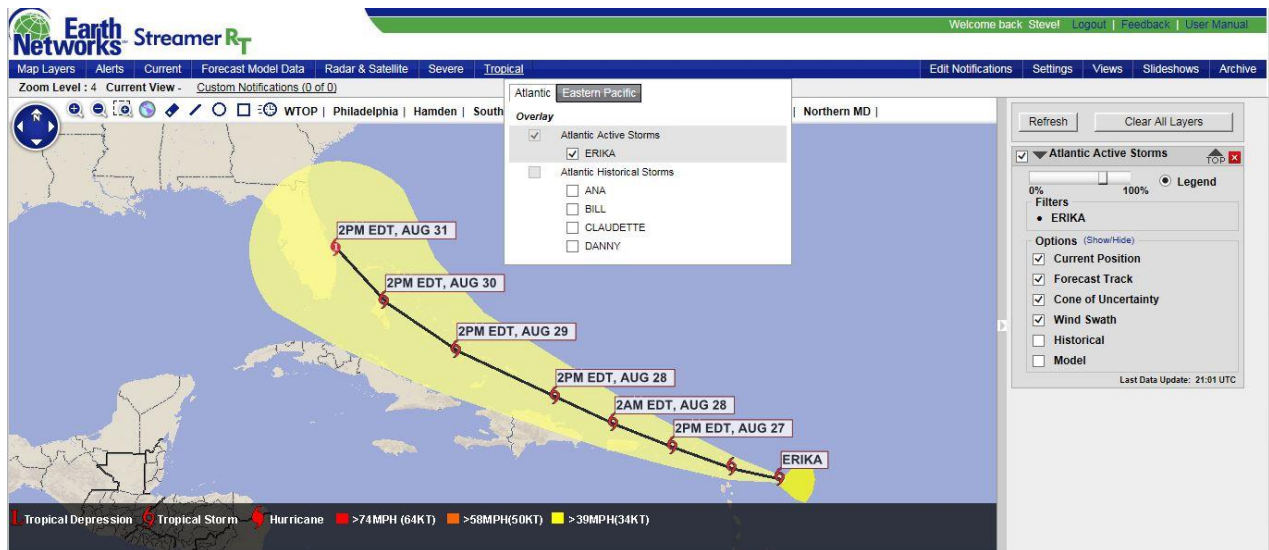 Earth Networks Streamer RT
Welcome back Steve! Logout | Feedback | User Manual
Map Layers Alerts Current Forecast Model Data Radar & Satellite Severe Tropical Edit Notifications Settings Views Slideshows Archive
Zoom Level : 4 Current View - Custom Notifications (0 of 0)
WTOP | Philadelphia | Hamden | South | Northern MD |
N
Atlantic Eastern Pacific
Overlay
Atlantic Active Storms
ERIKA
Atlantic Historical Storms
ANA
BILL
CLAUDETTE
DANNY
Refresh Clear All Layers
Atlantic Active Storms TOP
0% 100% Legend
Filters
ERIKA
Options (Show/Hide)
Current Position
Forecast Track
Cone of Uncertainty
Wind Swath
Historical
Model
Last Data Update: 21:01 UTC
2PM EDT, AUG 31
2PM EDT, AUG 30
2PM EDT, AUG 29
2PM EDT, AUG 28
2AM EDT, AUG 28
2PM EDT, AUG 27
ERIKA
Tropical Depression Tropical Storm Hurricane >74MPH (64KT) >58MPH(50KT) >39MPH(34KT)